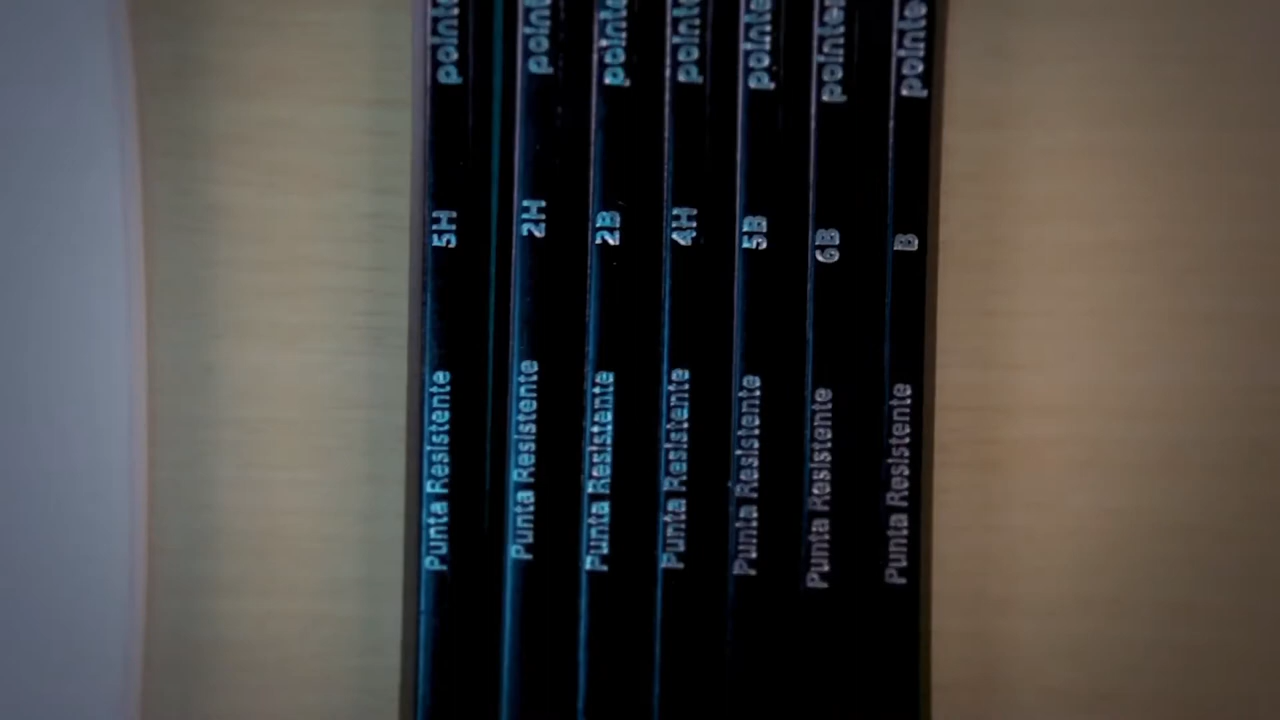 Punta Resistente 5H pointe
Punta Resistente 2H pointe
Punta Resistente 2B pointe
Punta Resistente 4H pointe
Punta Resistente 5B pointe
Punta Resistente 6B pointer
Punta Resistente B pointe